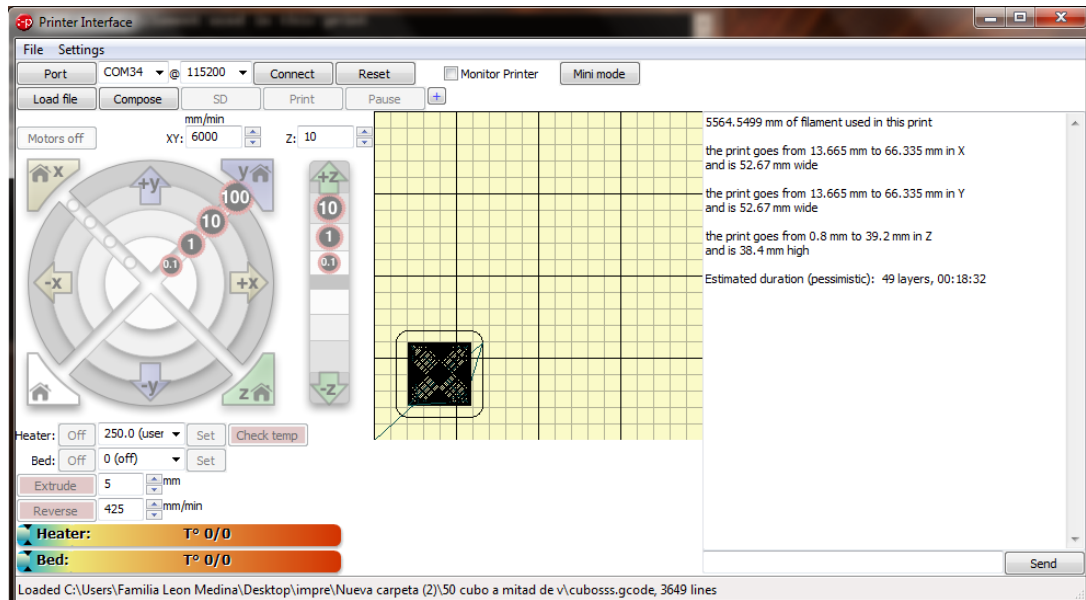 Printer Interface
File Settings
Port COM34 @ 115200 Connect Reset Monitor Printer Mini mode
Load file Compose SD Print Pause +
mm/min
Motors off XY: 6000 Z: 10
x +y y 100 10 1 0.1 -x +x -y z
+Z 10 1 0.1 -Z
Heater: Off 250.0 (user Set Check temp
Bed: Off 0 (off) Set
Extrude 5 mm
Reverse 425 mm/min
Heater: T° 0/0
Bed: T° 0/0
5564.5499 mm of filament used in this print
the print goes from 13.665 mm to 66.335 mm in X
and is 52.67 mm wide
the print goes from 13.665 mm to 66.335 mm in Y
and is 52.67 mm wide
the print goes from 0.8 mm to 39.2 mm in Z
and is 38.4 mm high
Estimated duration (pessimistic): 49 layers, 00:18:32
Send
Loaded C:\Users\Familia Leon Medina\Desktop\impre\Nueva carpeta (2)\50 cubo a mitad de v\cubosss.gcode, 3649 lines